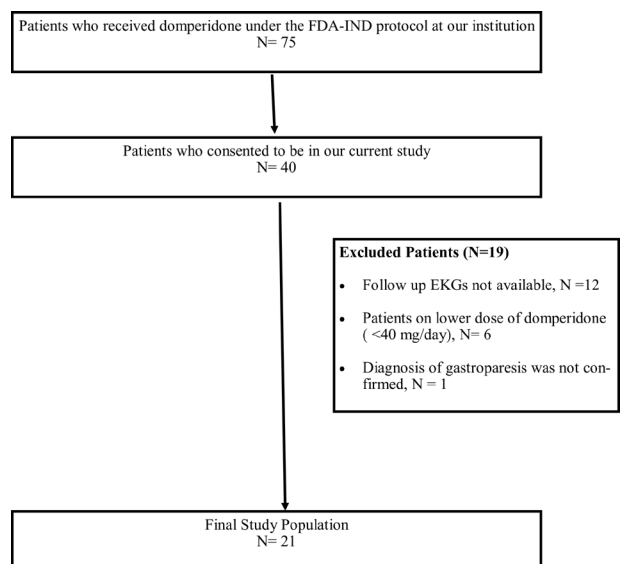 Patients who received domperidone under the FDA-IND protocol at our institution
N= 75
Patients who consented to be in our current study
N= 40
Excluded Patients (N=19)
• Follow up EKGs not available, N =12
• Patients on lower dose of domperidone
( <40 mg/day), N= 6
• Diagnosis of gastroparesis was not con-
firmed, N = 1
Final Study Population
N= 21